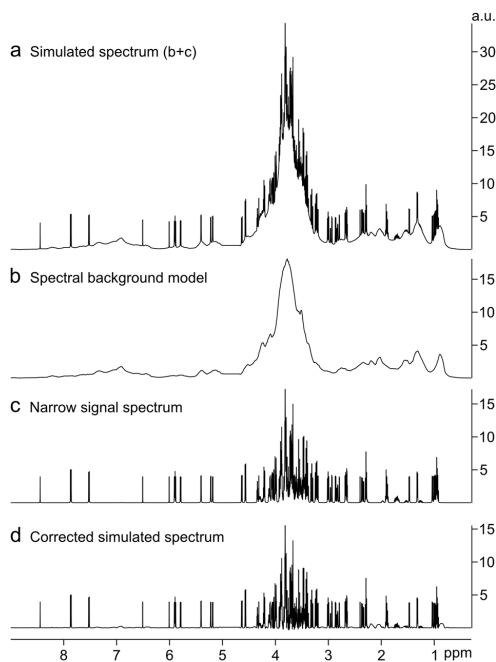 a.u.
a Simulated spectrum (b+c)
30
25
20
15
10
5
b Spectral background model
15
10
5
c Narrow signal spectrum
15
10
5
d Corrected simulated spectrum
15
10
5
8 7 6 5 4 3 2 1 ppm